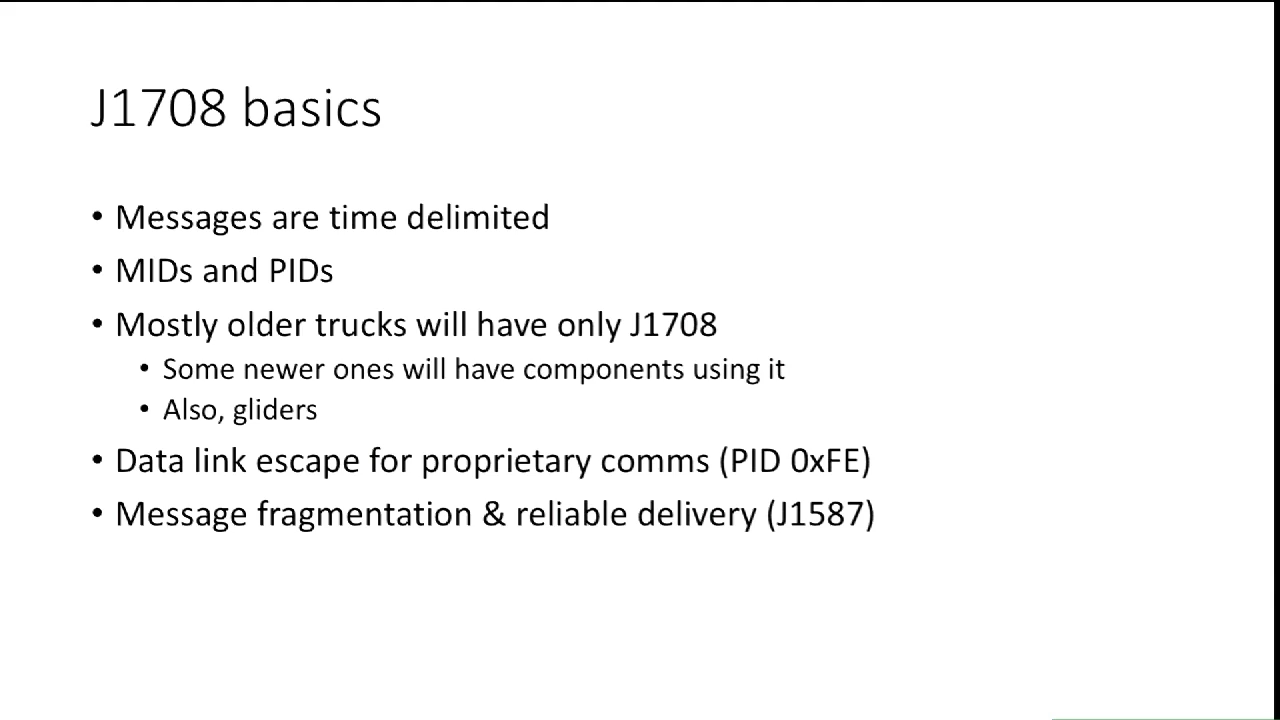 J1708 basics
• Messages are time delimited
• MIDs and PIDs
• Mostly older trucks will have only J1708
• Some newer ones will have components using it
• Also, gliders
• Data link escape for proprietary comms (PID 0xFE)
• Message fragmentation & reliable delivery (J1587)